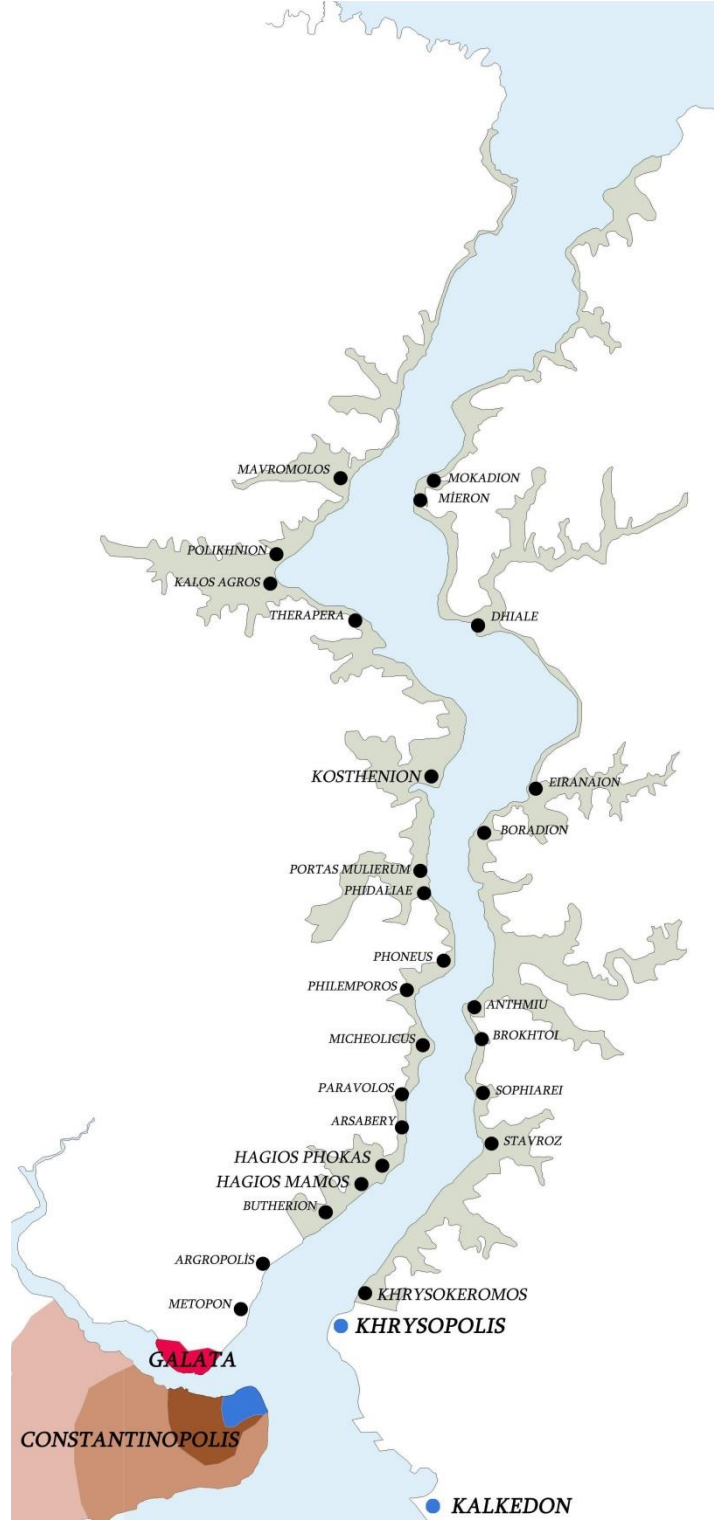 MAVROMOLOS
MOKADION
MİERON
POLIKHNION
KALOS AGROS
THERAPERA
DHIALE
KOSTHENION
EIRANAION
BORADION
PORTAS MULIERUM
PHIDALIAE
PHONEUS
PHILEMPOROS
ANTHMIU
BROKHTOI
MICHEOLICUS
PARAVOLOS
SOPHIAREI
ARSABERY
STAVROZ
HAGIOS PHOKAS
HAGIOS MAMOS
BUTHERION
ARGROPOLİS
KHRYSOKEROMOS
METOPON
KHRYSOPOLIS
GALATA
CONSTANTINOPOLIS
KALKEDON